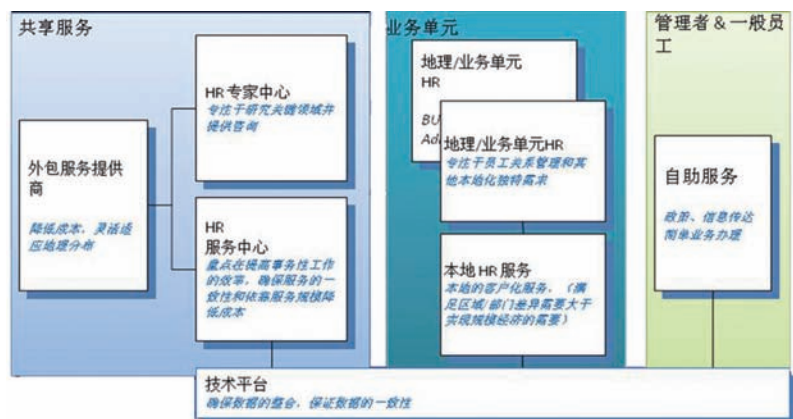 共享服务
HR 专家中心
专注于研究关键领域并
提供咨询
外包服务提供
商
降低成本、灵活适
应地理分布
HR
服务中心
重点在提高事务性工作
的效率，确保服务的一
致性和依靠服务规模降
低成本
业务单元
地理/业务单元
HR
BU
Ad
地理/业务单元HR
专注于员工关系管理和其
他本地化独特需求
本地 HR 服务
本地的客户化服务，（满
足区域/部门差异需要大于
实现规模经济的需要）
管理者＆一般员
工
自助服务
政策、信息传达
简单业务办理
技术平台
确保数据的整合，保证数据的一致性